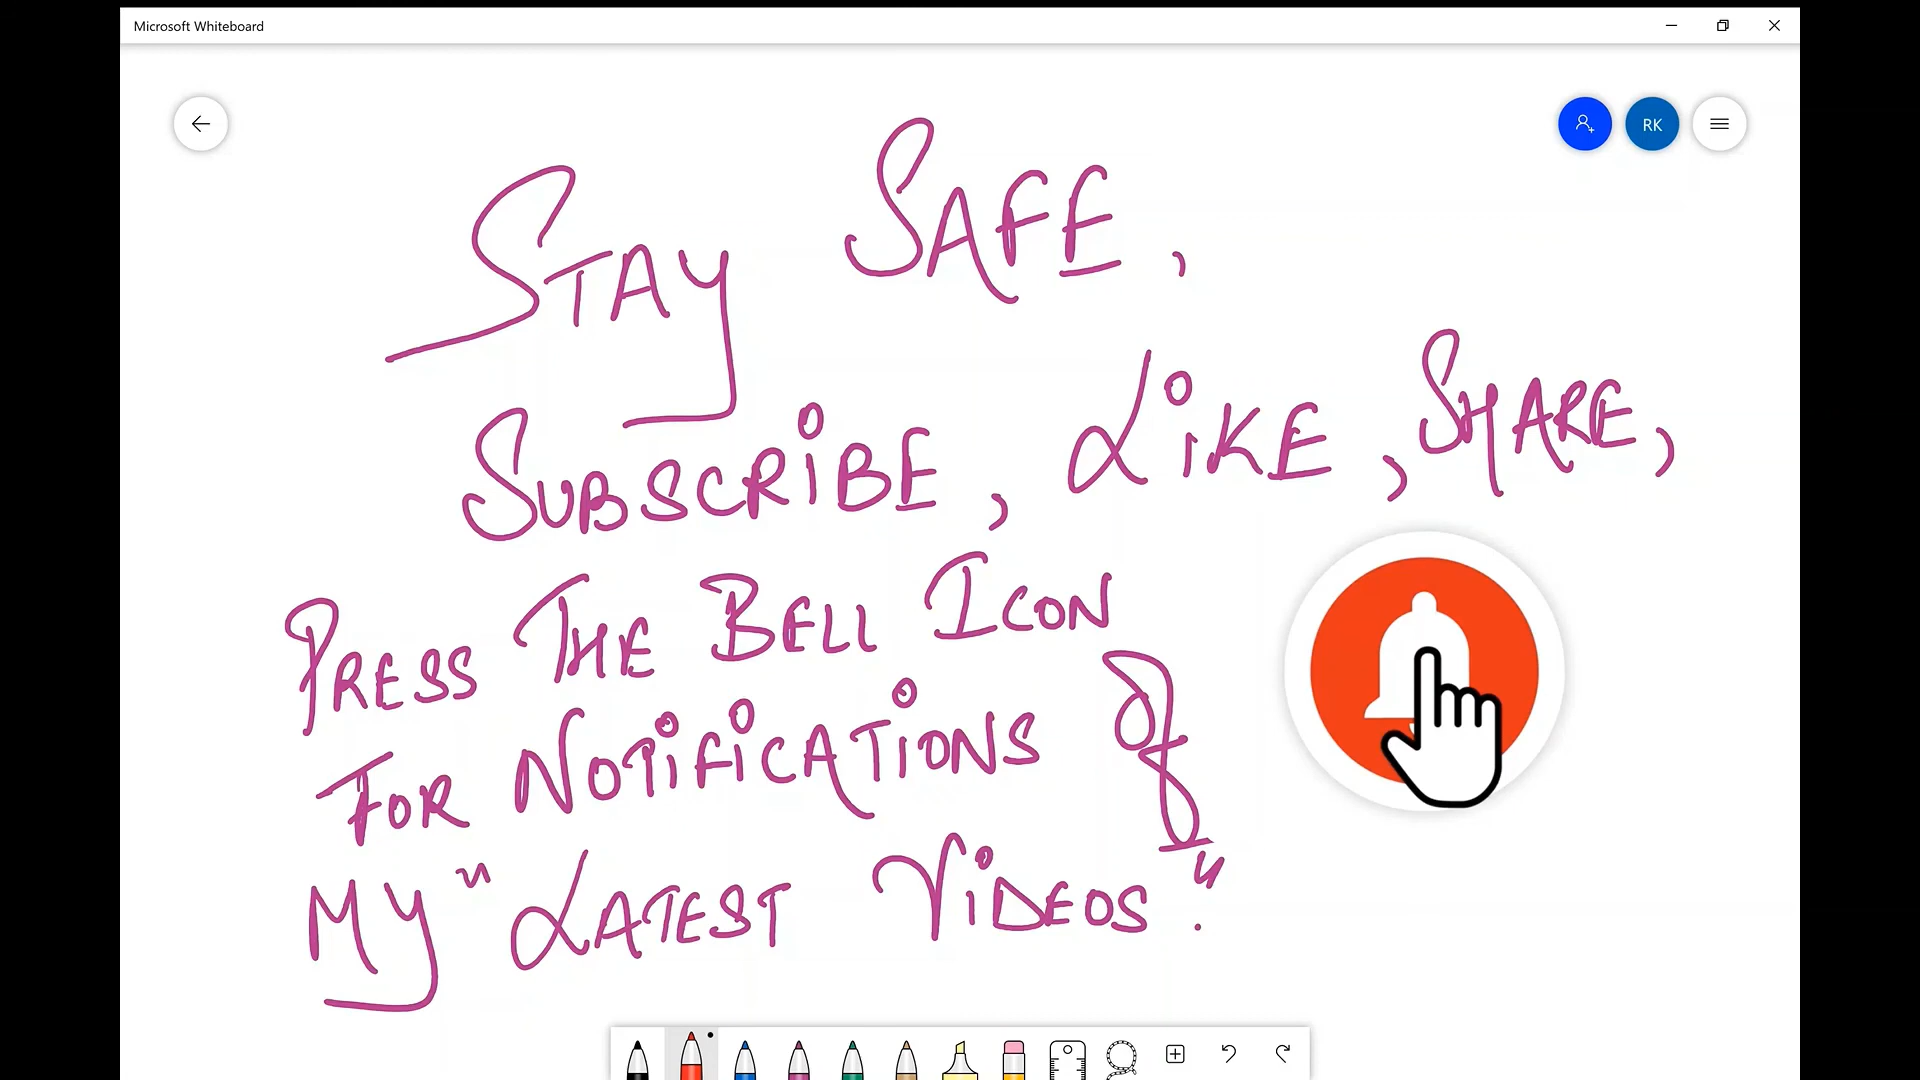 Microsoft Whiteboard
RK
STAY SAFE,
SUBSCRIBE, LIKE, SHARE,
PRESS THE BELL ICON
FOR NOTIFICATIONS Of
MY "LATEST VIDEOS".